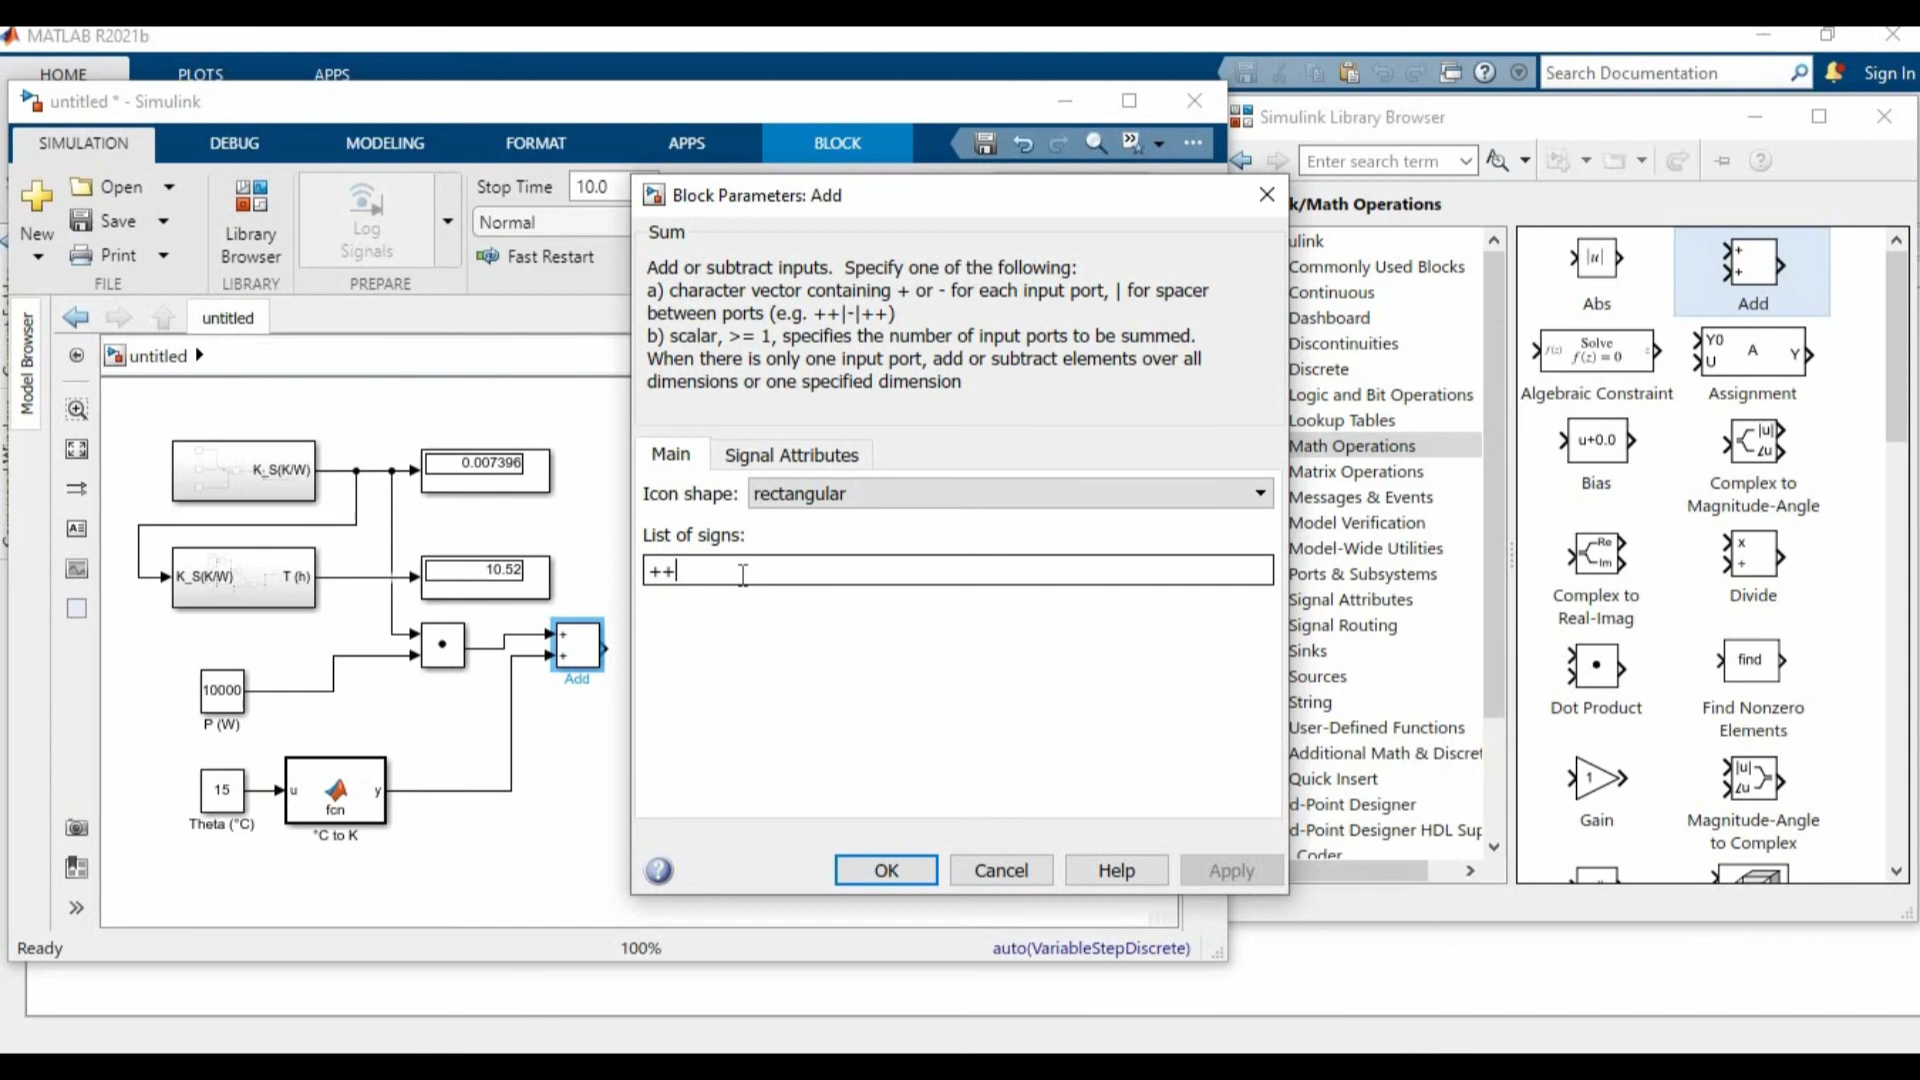 MATLAB R2021b
HOME
PLOTS
APPS
Search Documentation
Sign In
untitled * - Simulink
SIMULATION
DEBUG
MODELING
FORMAT
APPS
BLOCK
New
Open
Save
Print
FILE
Library
Browser
LIBRARY
Log
Signals
PREPARE
Stop Time
10.0
Normal
Fast Restart
untitled
Model Browser
untitled
K_S(K/W)
0.007396
K_S(K/W)
T (h)
10.52
+
+
Add
10000
P (W)
15
Theta (°C)
u
y
fcn
°C to K
Ready
100%
auto(VariableStepDiscrete)
Block Parameters: Add
Sum
Add or subtract inputs. Specify one of the following:
a) character vector containing + or - for each input port, | for spacer
between ports (e.g. ++|-|++)
b) scalar, >= 1, specifies the number of input ports to be summed.
When there is only one input port, add or subtract elements over all
dimensions or one specified dimension
Main
Signal Attributes
Icon shape:
rectangular
List of signs:
++
OK
Cancel
Help
Apply
Simulink Library Browser
Enter search term
k/Math Operations
ulink
Commonly Used Blocks
Continuous
Dashboard
Discontinuities
Discrete
Logic and Bit Operations
Lookup Tables
Math Operations
Matrix Operations
Messages & Events
Model Verification
Model-Wide Utilities
Ports & Subsystems
Signal Attributes
Signal Routing
Sinks
Sources
String
User-Defined Functions
Additional Math & Discret
Quick Insert
d-Point Designer
d-Point Designer HDL Sup
Coder
|u|
Abs
+
+
Add
f(z)
Solve
f(z) = 0
z
Algebraic Constraint
Y0
U
A
Y
Assignment
u+0.0
Bias
|u|
∠u
Complex to
Magnitude-Angle
Re
Im
Complex to
Real-Imag
x
÷
Divide
Dot Product
find
Find Nonzero
Elements
1
Gain
|u|
∠u
Magnitude-Angle
to Complex